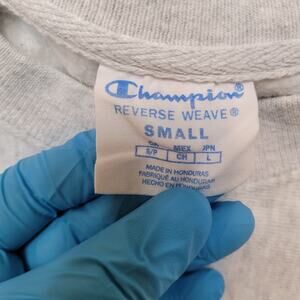 Champion®
REVERSE WEAVE®
SMALL
MEX JPN
S/P CH L
MADE IN HONDURAS
FABRIQUÉ AU HONDURAS
HECHO EN HONDURAS